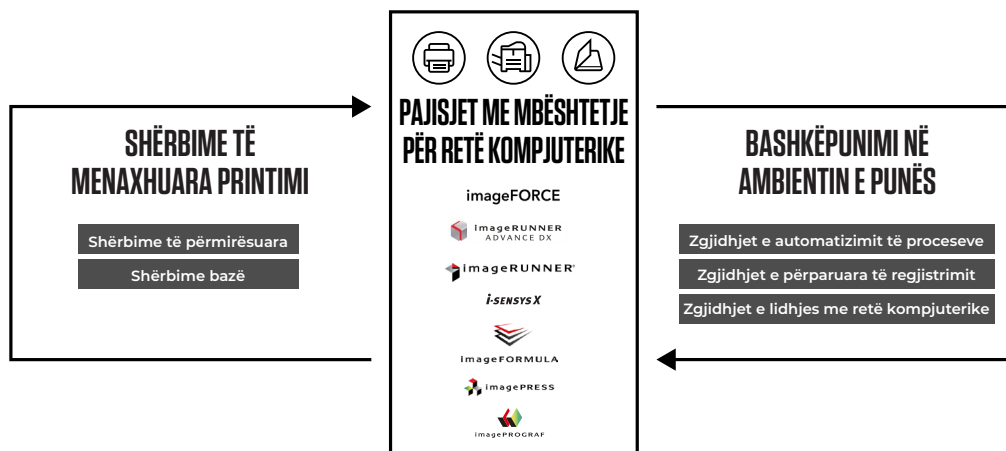 SHËRBIME TË
MENAXHUARA PRINTIMI
Shërbime të përmirësuara
Shërbime bazë
PAJISJET ME MBËSHTETJE
PËR RETË KOMPJUTERIKE
imageFORCE
imageRUNNER
ADVANCE DX
imageRUNNER®
i-SENSYS X
imageFORMULA
imagePRESS
imagePROGRAF
BASHKËPUNIMI NË
AMBIENTIN E PUNËS
Zgjidhjet e automatizimit të proceseve
Zgjidhjet e përparuara të regjistrimit
Zgjidhjet e lidhjes me retë kompjuterike